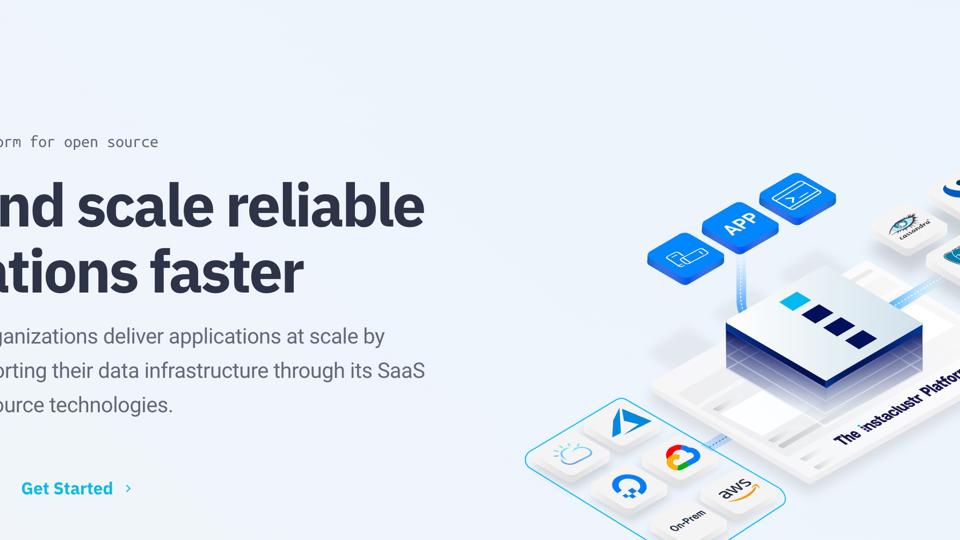 orm for open source
nd scale reliable
ations faster
ganizations deliver applications at scale by
orting their data infrastructure through its SaaS
ource technologies.
Get Started
APP
cassandra
The instaclustr Platform
aws
On-Prem